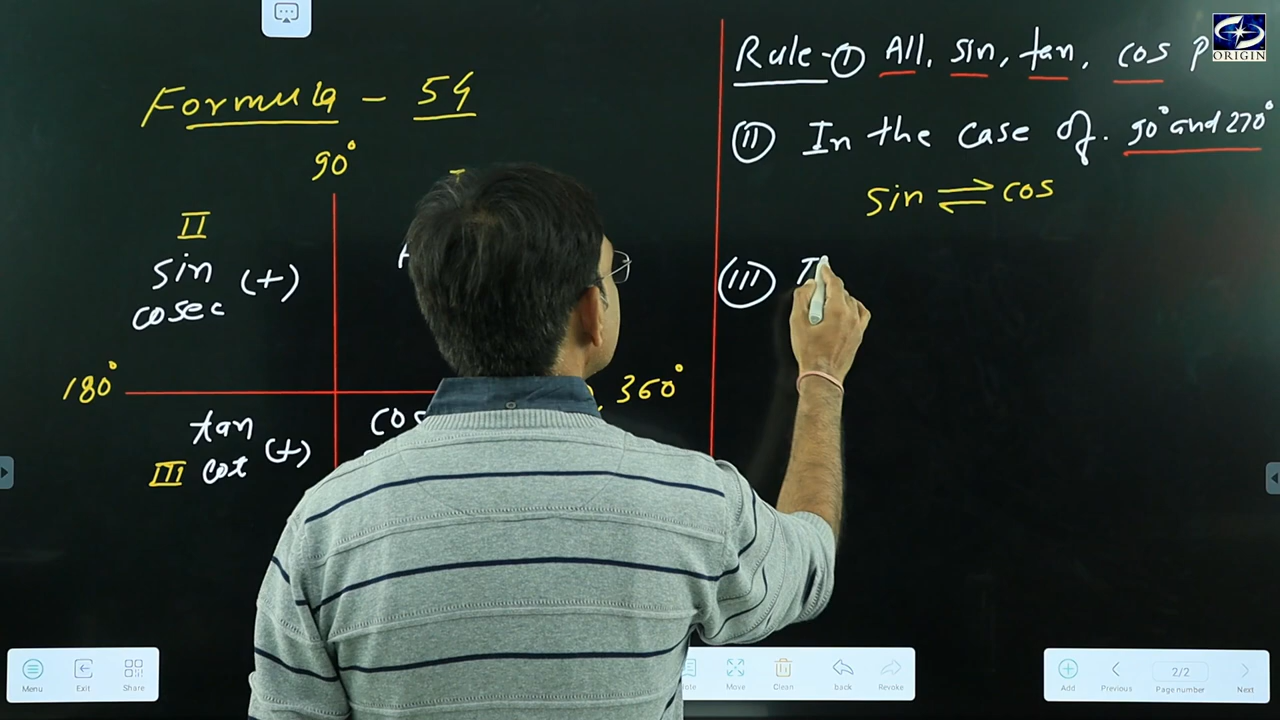 Formula - 54
90°
II
sin
cosec (+)
180°
360°
tan
III cot (+)
cos
Rule-(I) All, sin, tan, cos P
(II) In the case of. 90° and 270°
sin ⇌ cos
(III) I
ORIGIN
Menu
Exit
Share
Move
Clean
back
Revoke
Add
Previous
2/2
Page number
Next